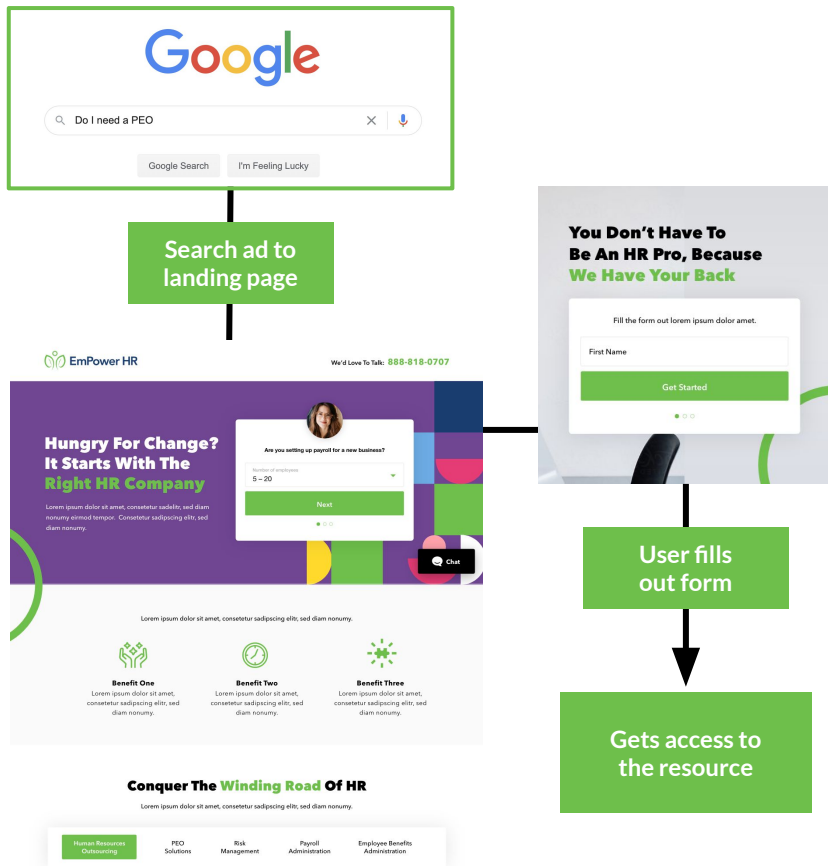 Google
Do I need a PEO
Google Search
I'm Feeling Lucky
Search ad to
landing page
EmPower HR
We'd Love To Talk: 888-818-0707
Hungry For Change?
It Starts With The
Right HR Company
Lorem ipsum dolor sit amet, consetetur sadelitr, sed diam
nonumy eirmod tempor. Consetetur sadipscing elitr, sed
diam nonumy.
Are you setting up payroll for a new business?
Number of employees
5 – 20
Next
Chat
Lorem ipsum dolor sit amet, consetetur sadipscing elitr, sed diam nonumy.
Benefit One
Lorem ipsum dolor sit amet,
consetetur sadipscing elitr, sed
diam nonumy.
Benefit Two
Lorem ipsum dolor sit amet,
consetetur sadipscing elitr, sed
diam nonumy.
Benefit Three
Lorem ipsum dolor sit amet,
consetetur sadipscing elitr, sed
diam nonumy.
Conquer The Winding Road Of HR
Lorem ipsum dolor sit amet, consetetur sadipscing elitr, sed diam nonumy.
Human Resources
Outsourcing
PEO
Solutions
Risk
Management
Payroll
Administration
Employee Benefits
Administration
You Don't Have To
Be An HR Pro, Because
We Have Your Back
Fill the form out lorem ipsum dolor amet.
First Name
Get Started
User fills
out form
Gets access to
the resource